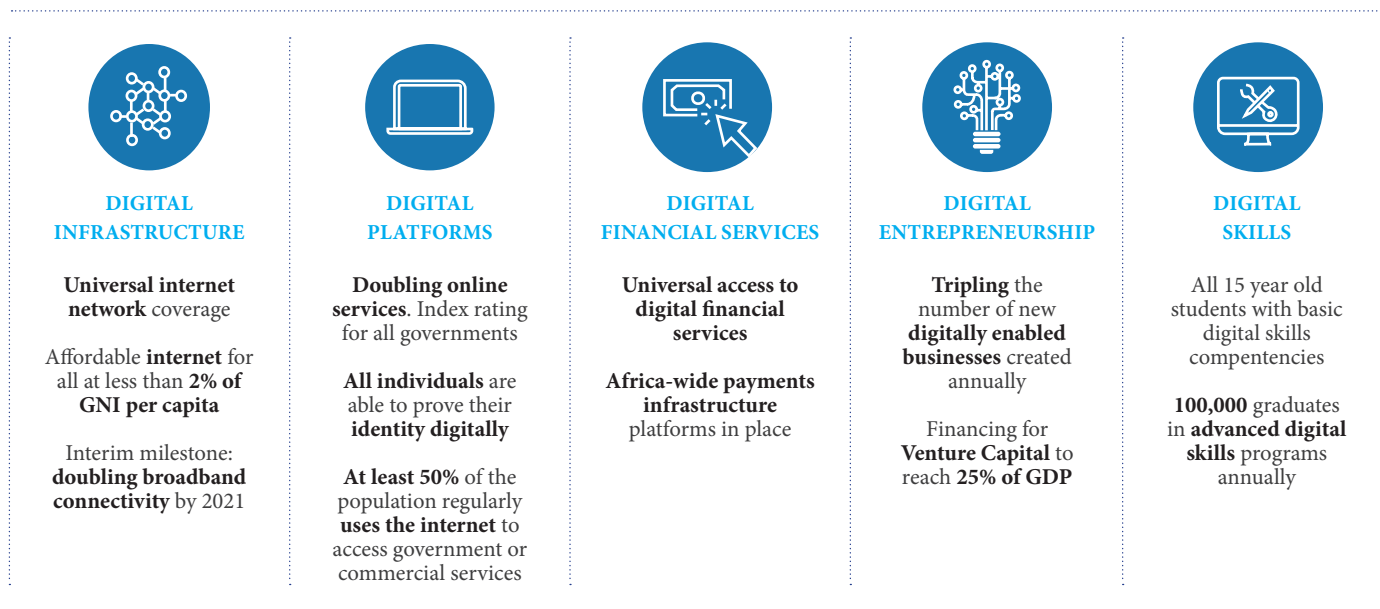 DIGITAL
INFRASTRUCTURE
Universal internet
network coverage
Affordable internet for
all at less than 2% of
GNI per capita
Interim milestone:
doubling broadband
connectivity by 2021
DIGITAL
PLATFORMS
Doubling online
services. Index rating
for all governments
All individuals are
able to prove their
identity digitally
At least 50% of the
population regularly
uses the internet to
access government or
commercial services
DIGITAL
FINANCIAL SERVICES
Universal access to
digital financial
services
Africa-wide payments
infrastructure
platforms in place
DIGITAL
ENTREPRENEURSHIP
Tripling the
number of new
digitally enabled
businesses created
annually
Financing for
Venture Capital to
reach 25% of GDP
DIGITAL
SKILLS
All 15 year old
students with basic
digital skills
compentencies
100,000 graduates
in advanced digital
skills programs
annually